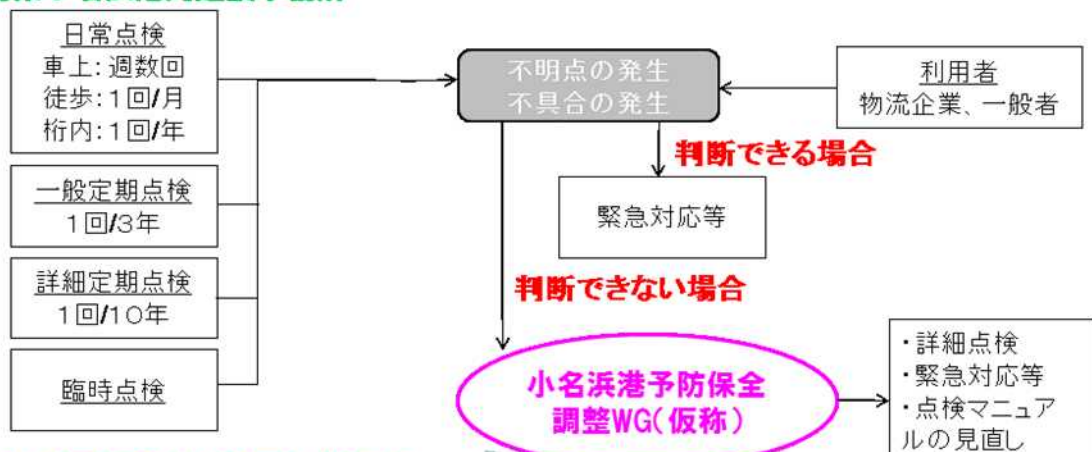 日常点検
車上：週数回
徒歩：1回/月
桁内：1回/年
一般定期点検
1回/3年
詳細定期点検
1回/10年
臨時点検
不明点の発生
不具合の発生
利用者
物流企業、一般者
判断できる場合
緊急対応等
判断できない場合
小名浜港予防保全
調整WG（仮称）
・詳細点検
・緊急対応等
・点検マニュア
ルの見直し